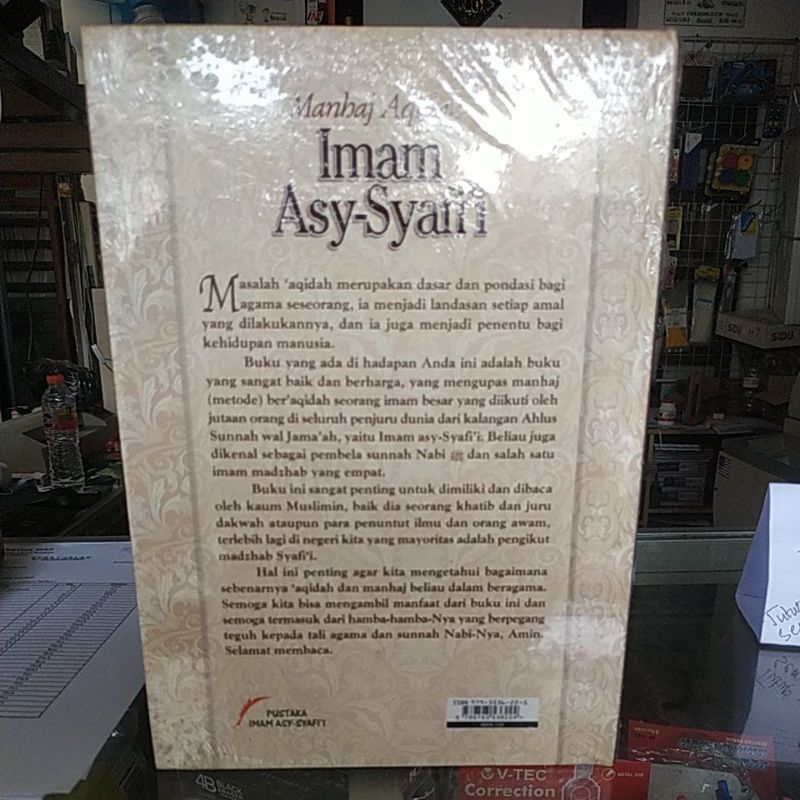 Manhaj Aqidah
Imam
Asy-Syafi'i
Masalah 'aqidah merupakan dasar dan pondasi bagi
agama seseorang, ia menjadi landasan setiap amal
yang dilakukannya, dan ia juga menjadi penentu bagi
kehidupan manusia.
Buku yang ada di hadapan Anda ini adalah buku
yang sangat baik dan berharga, yang mengupas manhaj
(metode) ber'aqidah seorang imam besar yang diikuti oleh
jutaan orang di seluruh penjuru dunia dari kalangan Ahlus
Sunnah wal Jama'ah, yaitu Imam asy-Syafi'i. Beliau juga
dikenal sebagai pembela sunnah Nabi ﷺ dan salah satu
imam madzhab yang empat.
Buku ini sangat penting untuk dimiliki dan dibaca
oleh kaum Muslimin, baik dia seorang khatib dan juru
dakwah ataupun para penuntut ilmu dan orang awam,
terlebih lagi di negeri kita yang mayoritas adalah pengikut
madzhab Syafi'i.
Hal ini penting agar kita mengetahui bagaimana
sebenarnya 'aqidah dan manhaj beliau dalam beragama.
Semoga kita bisa mengambil manfaat dari buku ini dan
semoga termasuk dari hamba-hamba-Nya yang berpegang
teguh kepada tali agama dan sunnah Nabi-Nya, Amin.
Selamat membaca.
PUSTAKA
IMAM ASY-SYAFI'I
ISBN 979-3536-22-5
SIDU
SIDU
4B BLACK
V-TEC
Correction